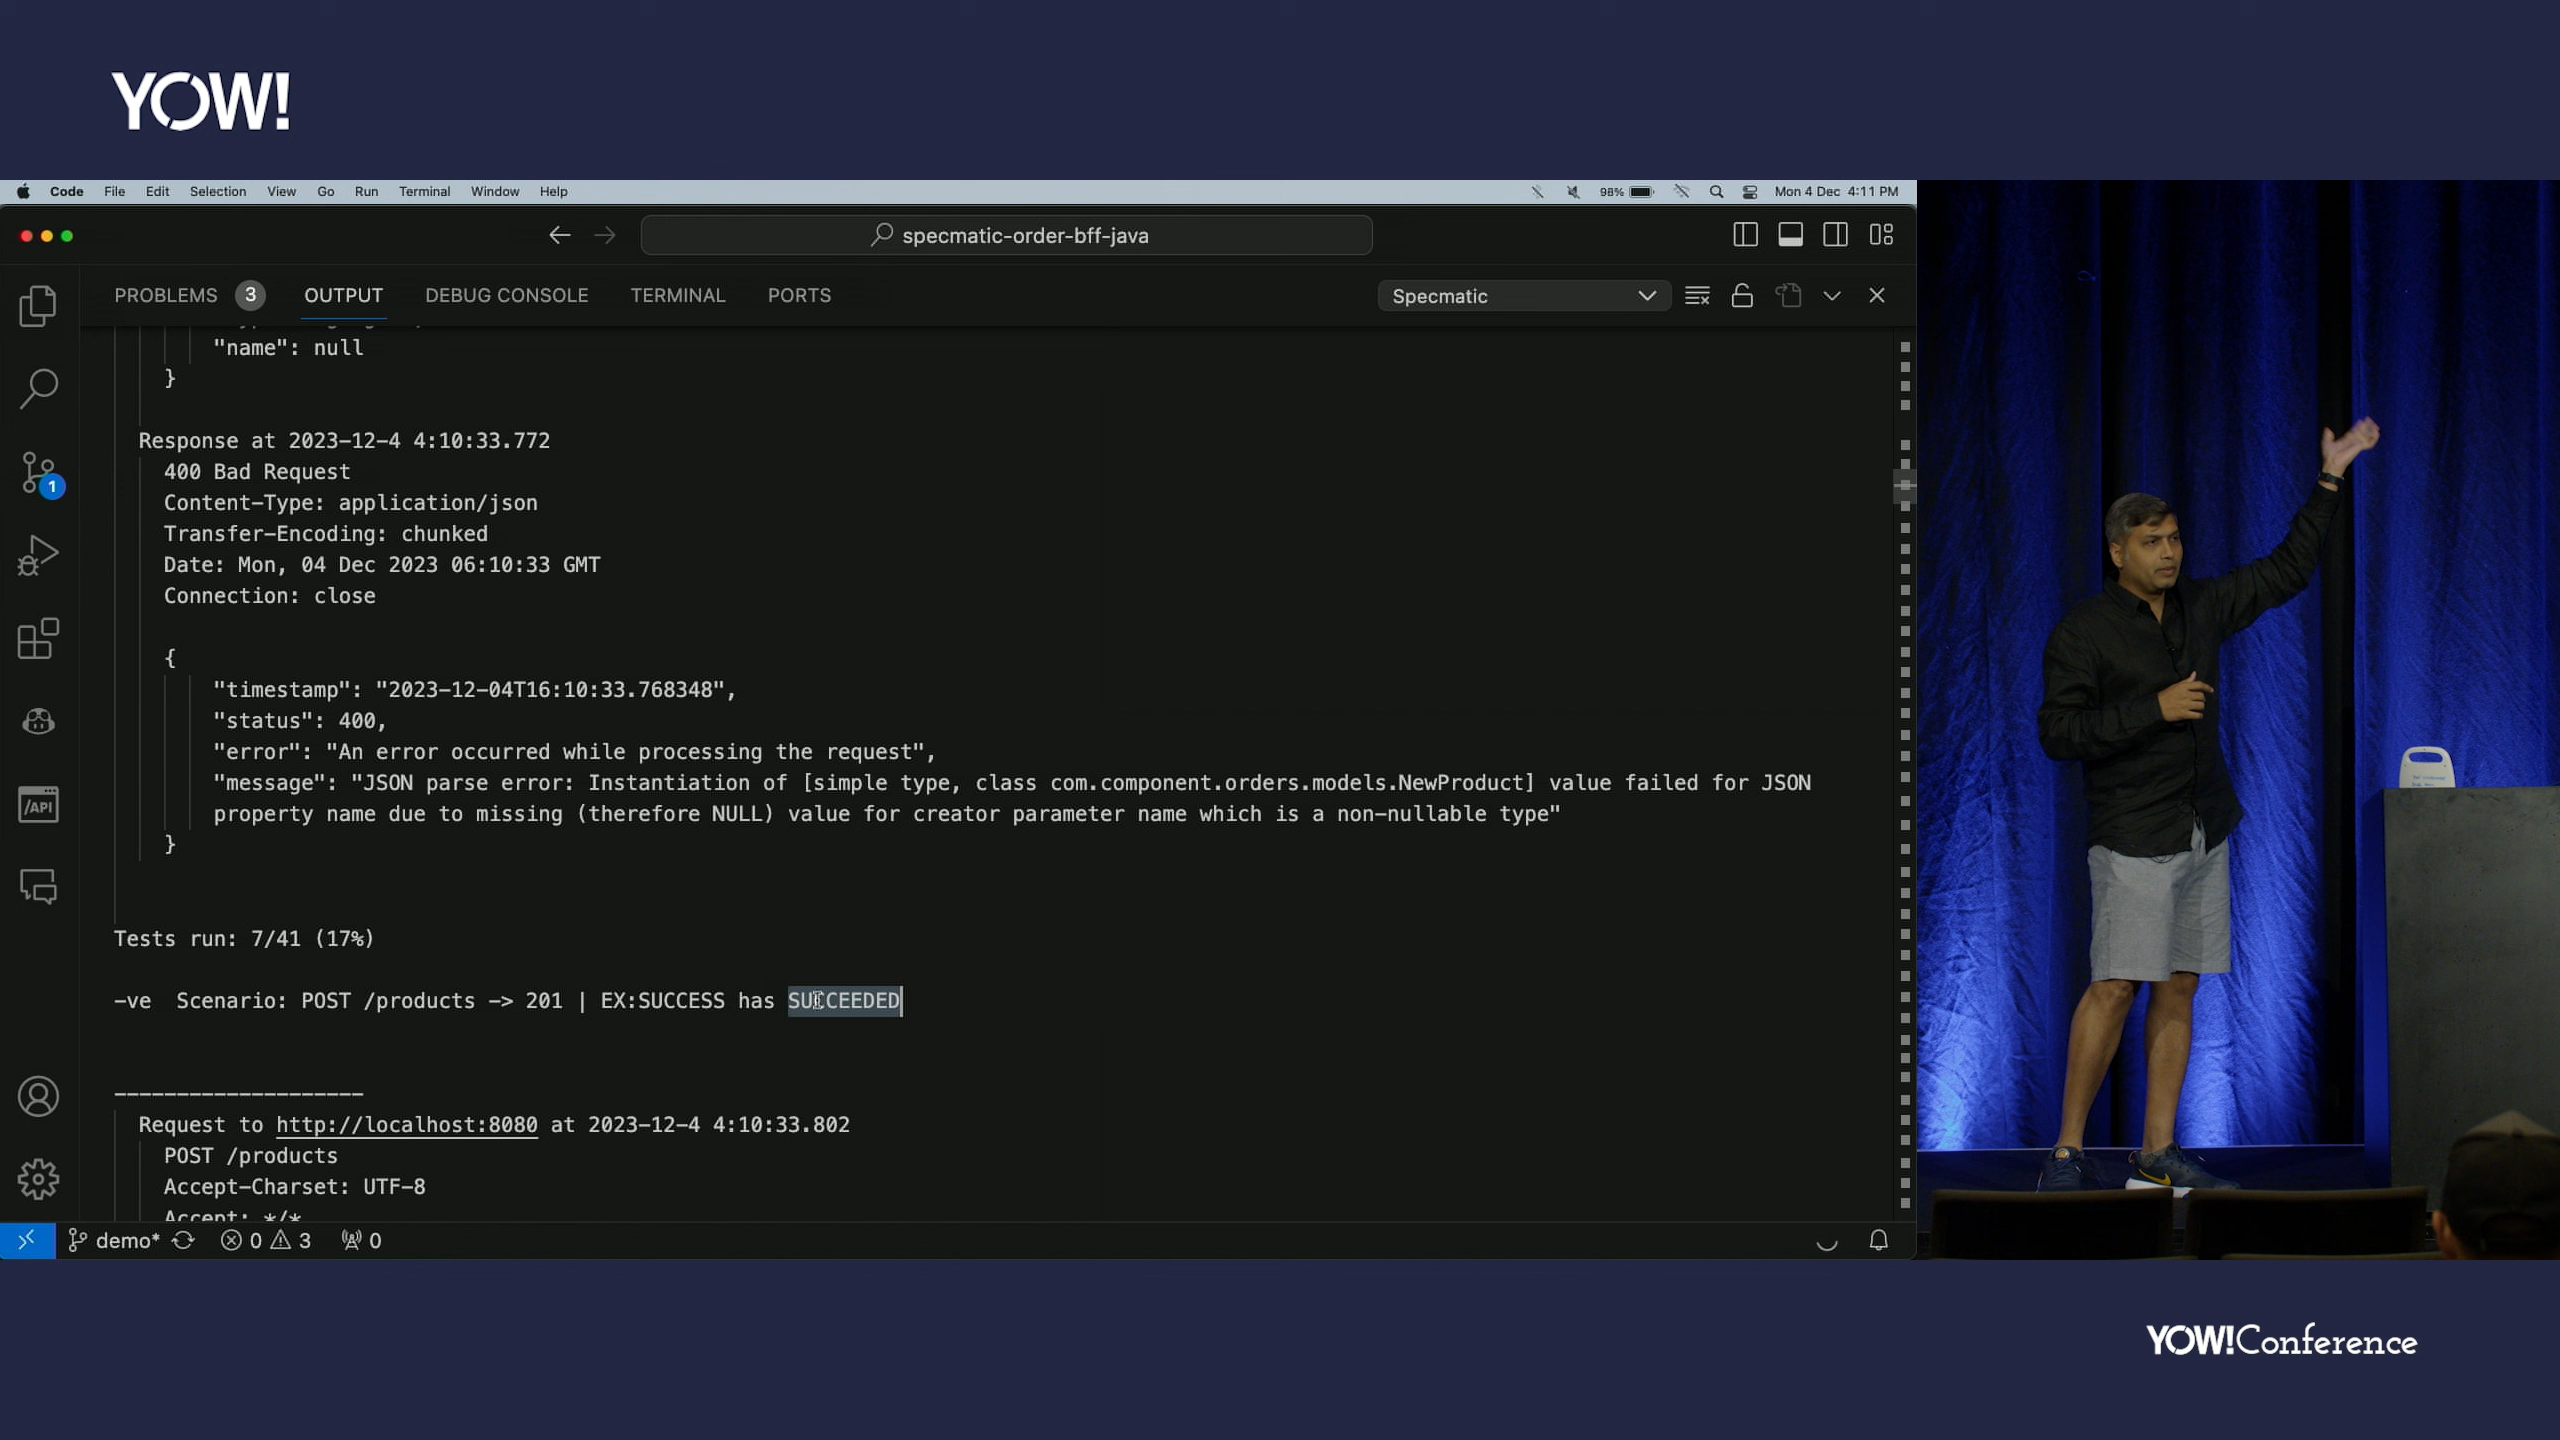 YOW!
Code File Edit Selection View Go Run Terminal Window Help 98% Mon 4 Dec 4:11 PM
specmatic-order-bff-java
PROBLEMS 3 OUTPUT DEBUG CONSOLE TERMINAL PORTS Specmatic
"name": null
}
Response at 2023-12-4 4:10:33.772
400 Bad Request
Content-Type: application/json
Transfer-Encoding: chunked
Date: Mon, 04 Dec 2023 06:10:33 GMT
Connection: close
{
"timestamp": "2023-12-04T16:10:33.768348",
"status": 400,
"error": "An error occurred while processing the request",
"message": "JSON parse error: Instantiation of [simple type, class com.component.orders.models.NewProduct] value failed for JSON
property name due to missing (therefore NULL) value for creator parameter name which is a non-nullable type"
}
Tests run: 7/41 (17%)
-ve Scenario: POST /products -> 201 | EX:SUCCESS has SUCCEEDED
--------------------
Request to http://localhost:8080 at 2023-12-4 4:10:33.802
POST /products
Accept-Charset: UTF-8
Accept: */*
1
/API
demo* 0 3 0
YOW!Conference